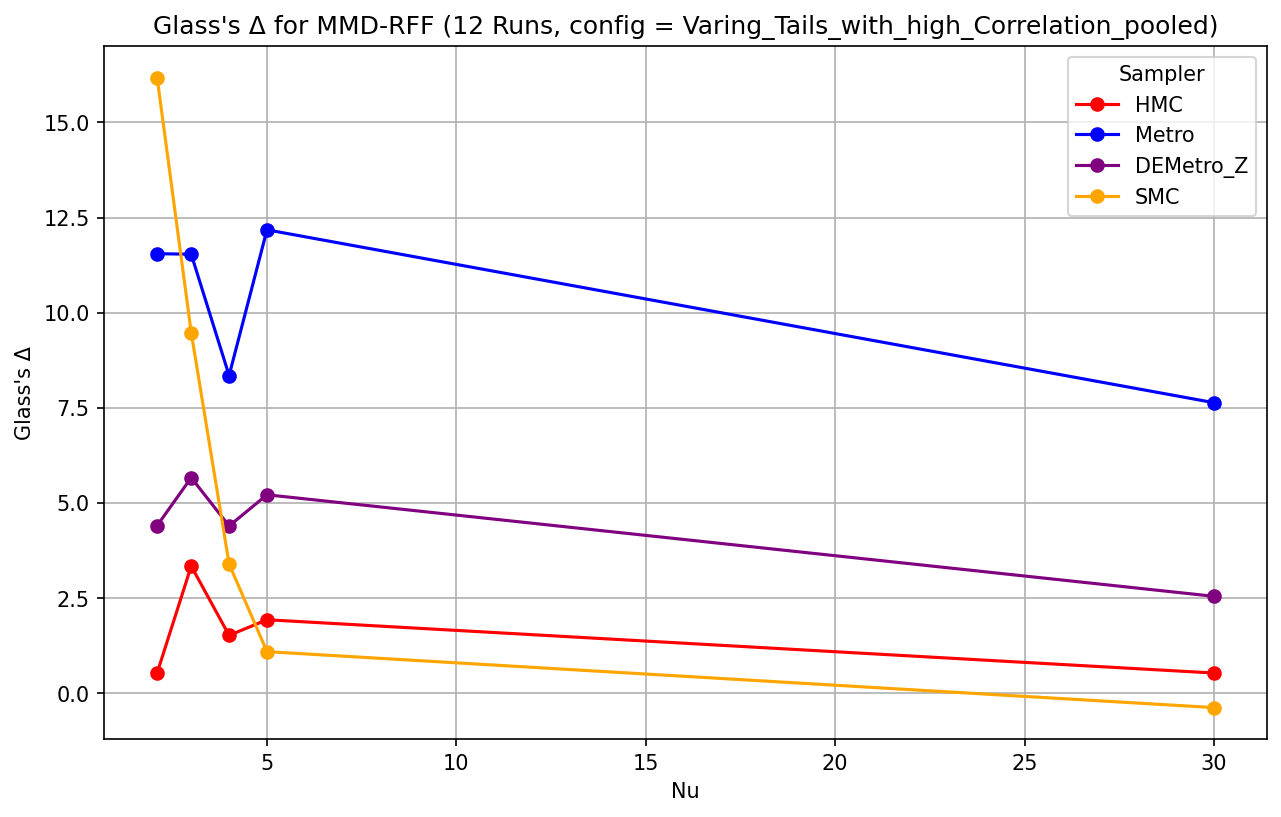 Glass's Δ for MMD-RFF (12 Runs, config = Varing_Tails_with_high_Correlation_pooled)
Sampler
HMC
Metro
DEMetro_Z
SMC
Glass's Δ
15.0
12.5
10.0
7.5
5.0
2.5
0.0
5
10
15
20
25
30
Nu